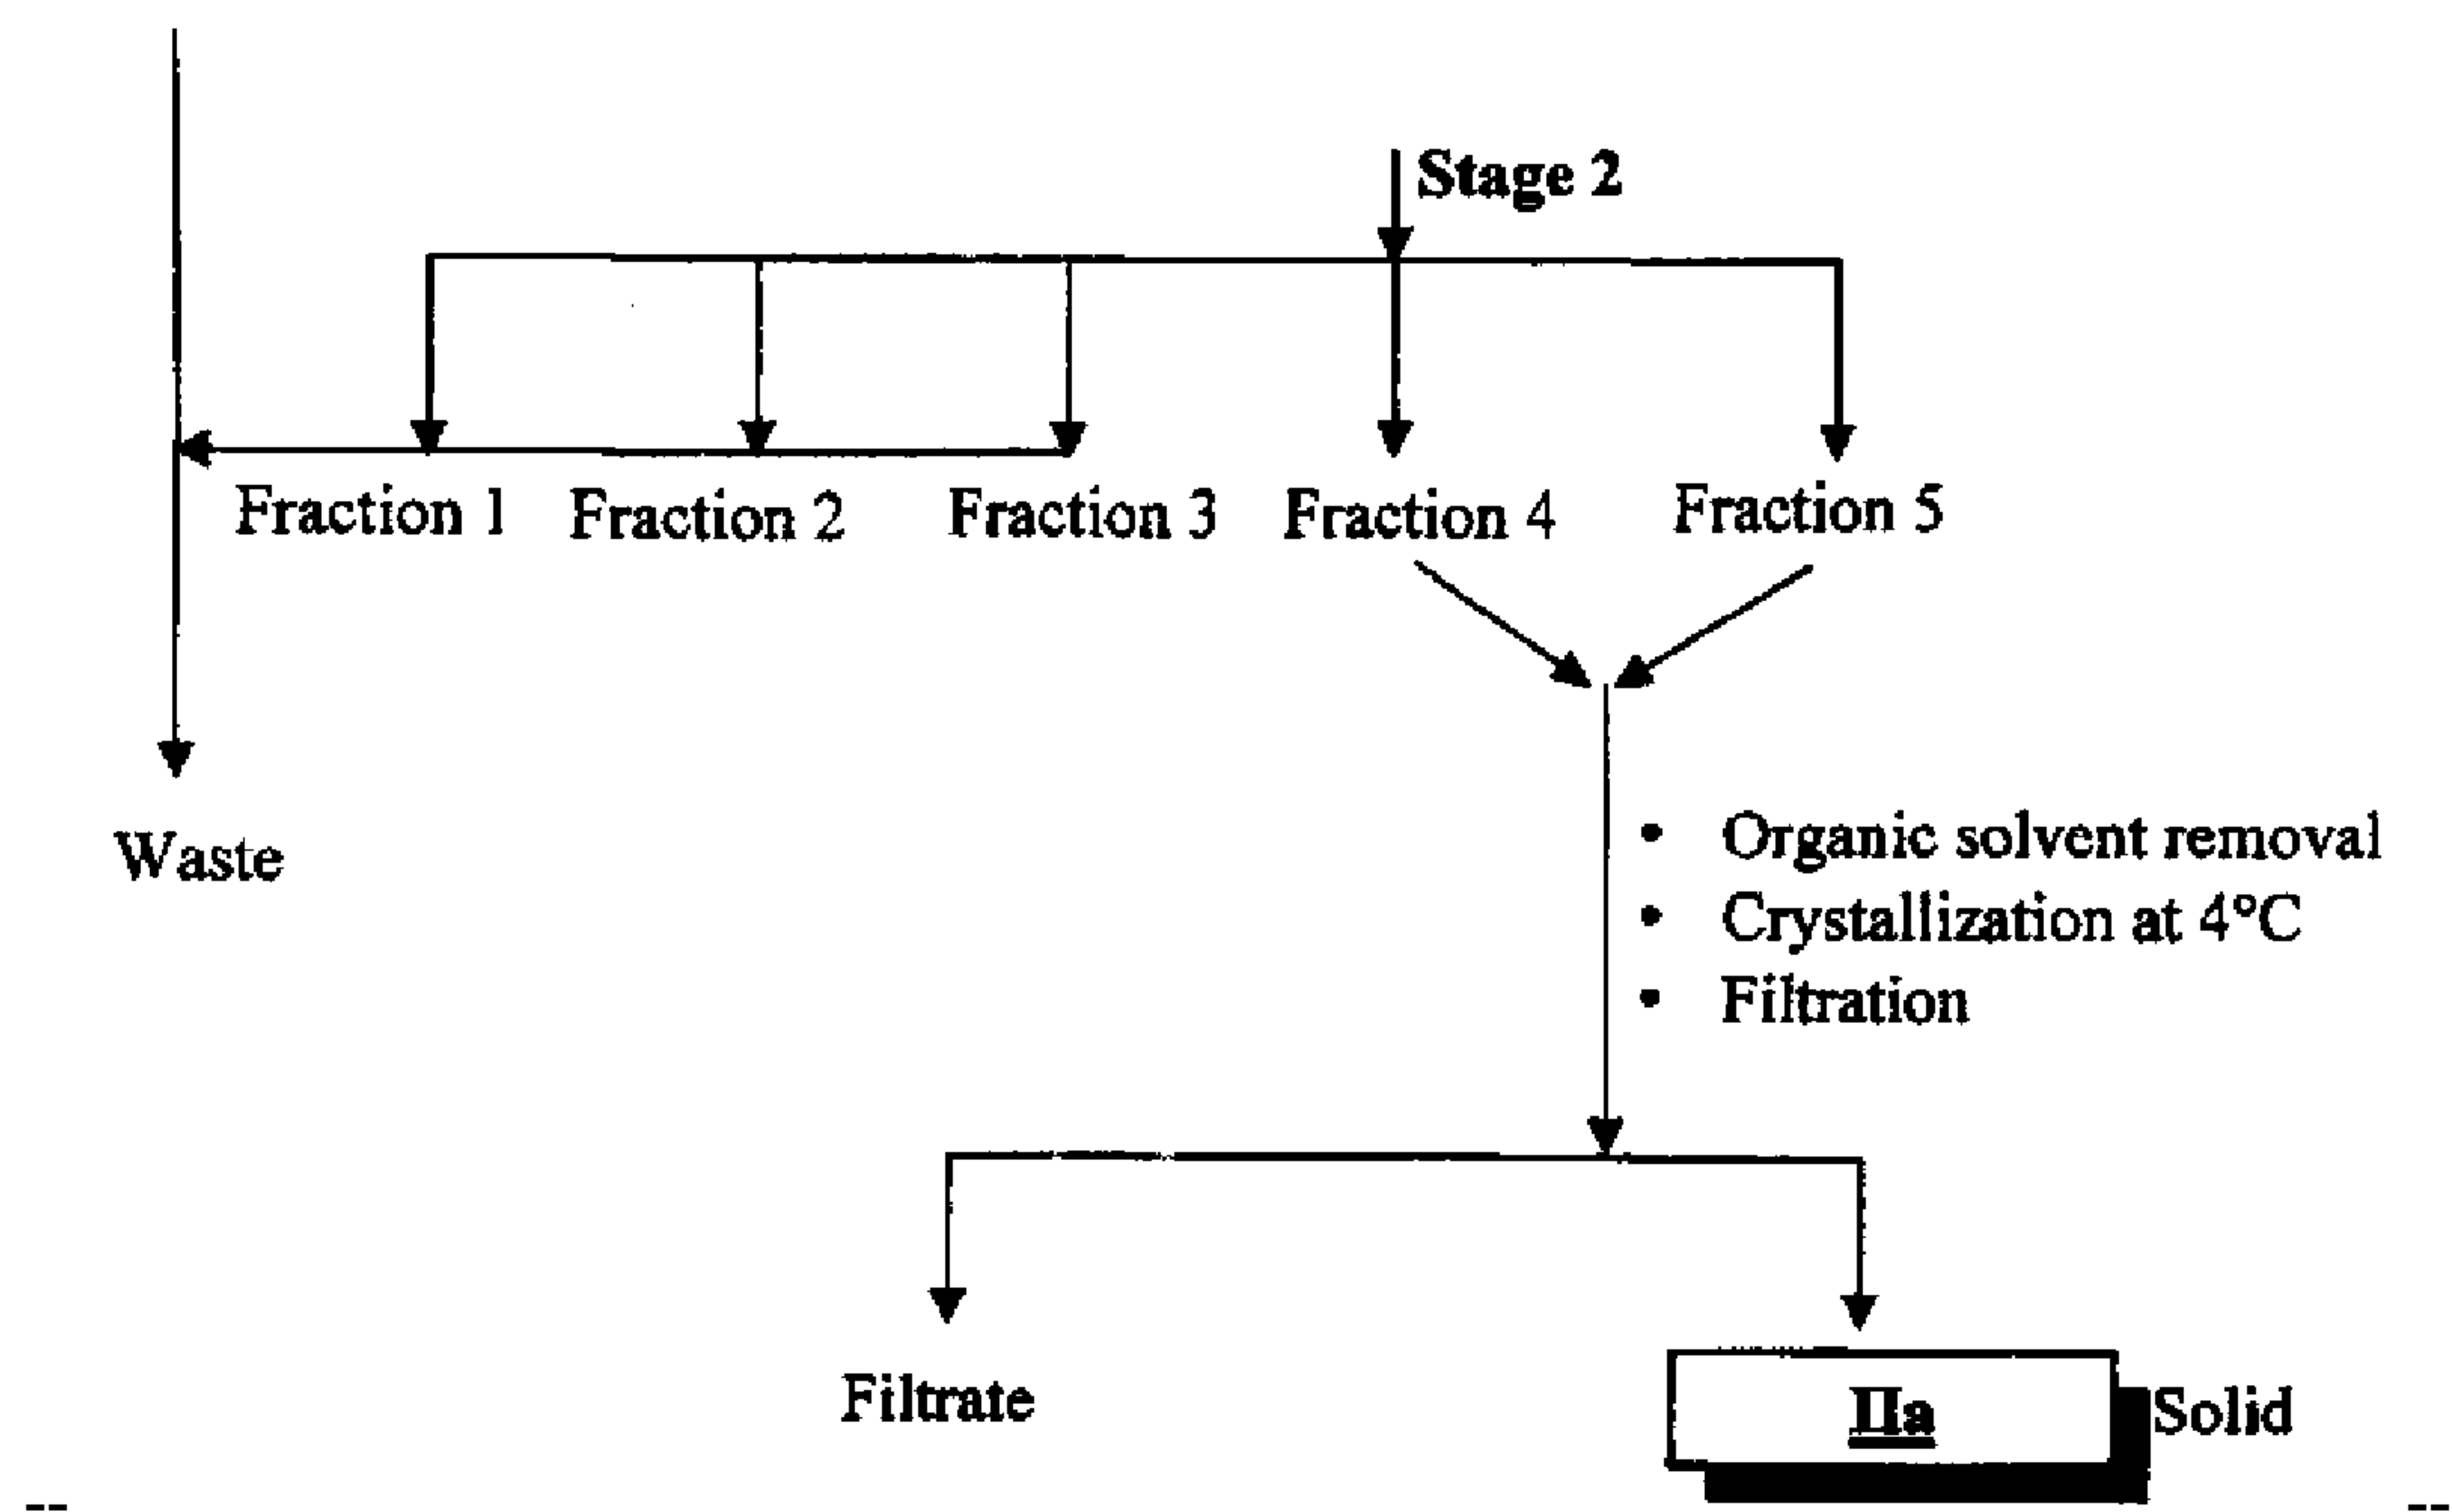 Stage 2
Fraction 1 Fraction 2 Fraction 3 Fraction 4 Fraction 5
Waste
• Organic solvent removal
• Crystallization at 4°C
• Filtration
Filtrate
IIa Solid